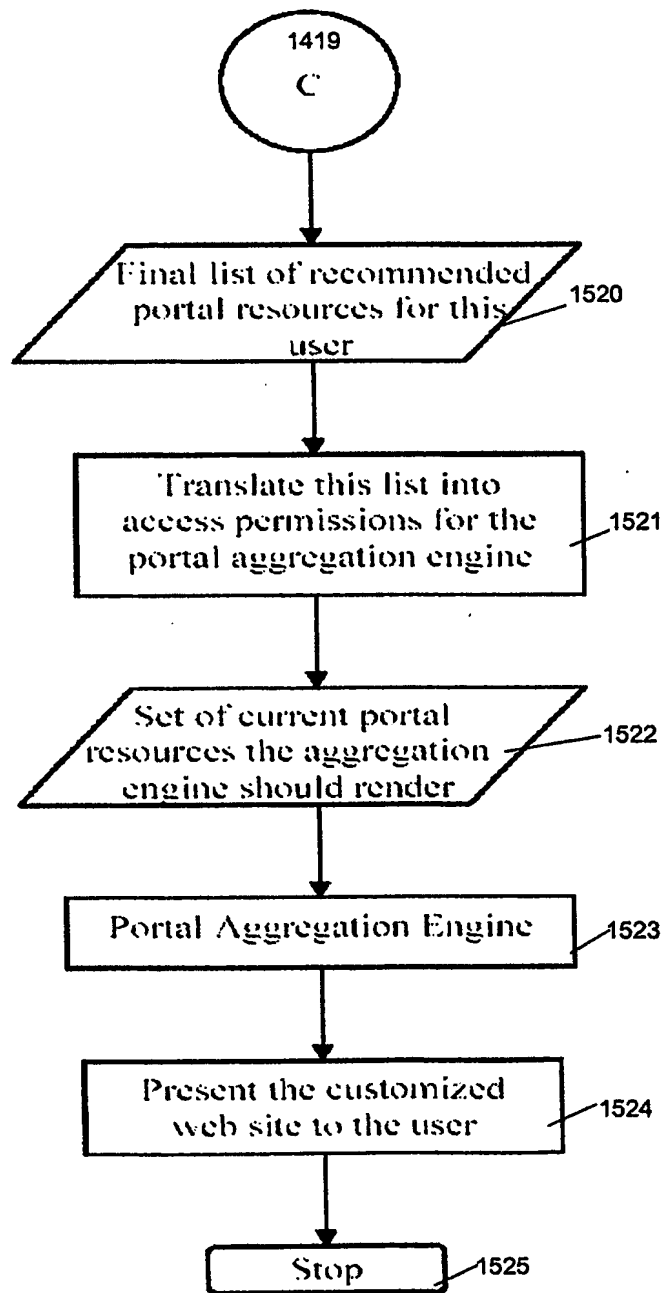 1419
C
Final list of recommended
portal resources for this
user
1520
Translate this list into
access permissions for the
portal aggregation engine
1521
Set of current portal
resources the aggregation
engine should render
1522
Portal Aggregation Engine
1523
Present the customized
web site to the user
1524
Stop
1525